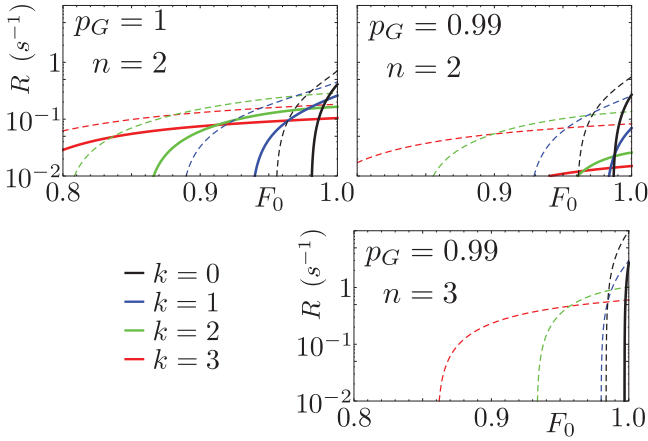 p_G = 1
n = 2
R (s^{-1})
1
10^{-1}
10^{-2}
0.8
0.9
F_0
1.0
p_G = 0.99
n = 2
0.9
F_0
1.0
k = 0
k = 1
k = 2
k = 3
p_G = 0.99
n = 3
R (s^{-1})
1
10^{-1}
10^{-2}
0.8
0.9
F_0
1.0